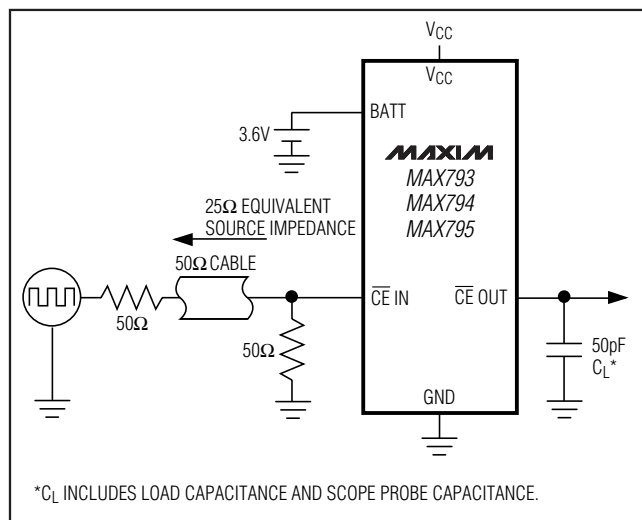 VCC
VCC
BATT
3.6V
MAXIM
MAX793
MAX794
MAX795
25Ω EQUIVALENT
SOURCE IMPEDANCE
50Ω CABLE
CE IN
CE OUT
50Ω
50Ω
50pF
CL*
GND
*CL INCLUDES LOAD CAPACITANCE AND SCOPE PROBE CAPACITANCE.